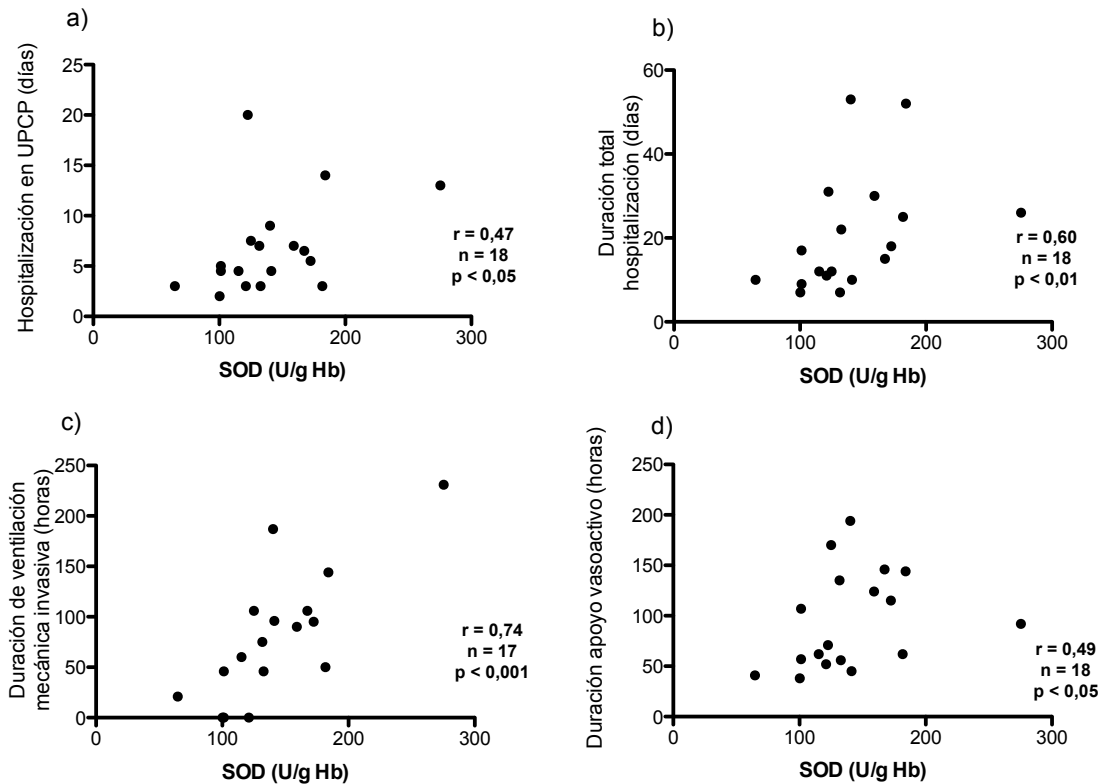 a)
Hospitalización en UPCP (días)
25
20
15
10
5
0
0 100 200 300
SOD (U/g Hb)
r = 0,47
n = 18
p < 0,05
b)
Duración total
hospitalización (días)
60
40
20
0
0 100 200 300
SOD (U/g Hb)
r = 0,60
n = 18
p < 0,01
c)
Duración de ventilación
mecánica invasiva (horas)
250
200
150
100
50
0
0 100 200 300
SOD (U/g Hb)
r = 0,74
n = 17
p < 0,001
d)
Duración apoyo vasoactivo (horas)
250
200
150
100
50
0
0 100 200 300
SOD (U/g Hb)
r = 0,49
n = 18
p < 0,05